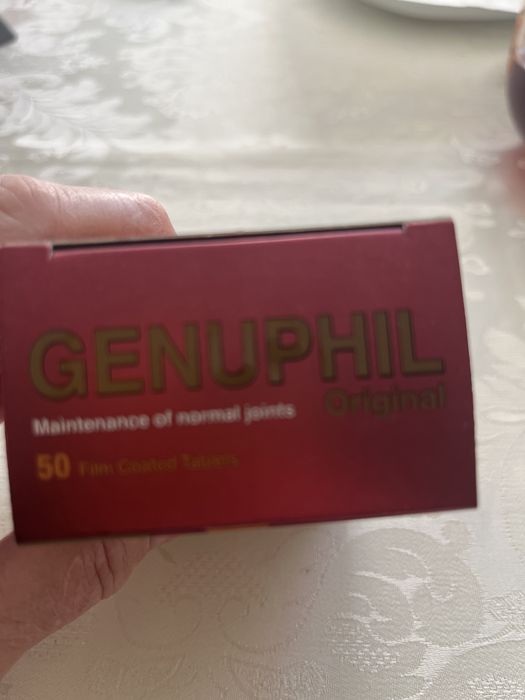 GENUPHIL
Original
Maintenance of normal joints
50 Film Coated Tablets